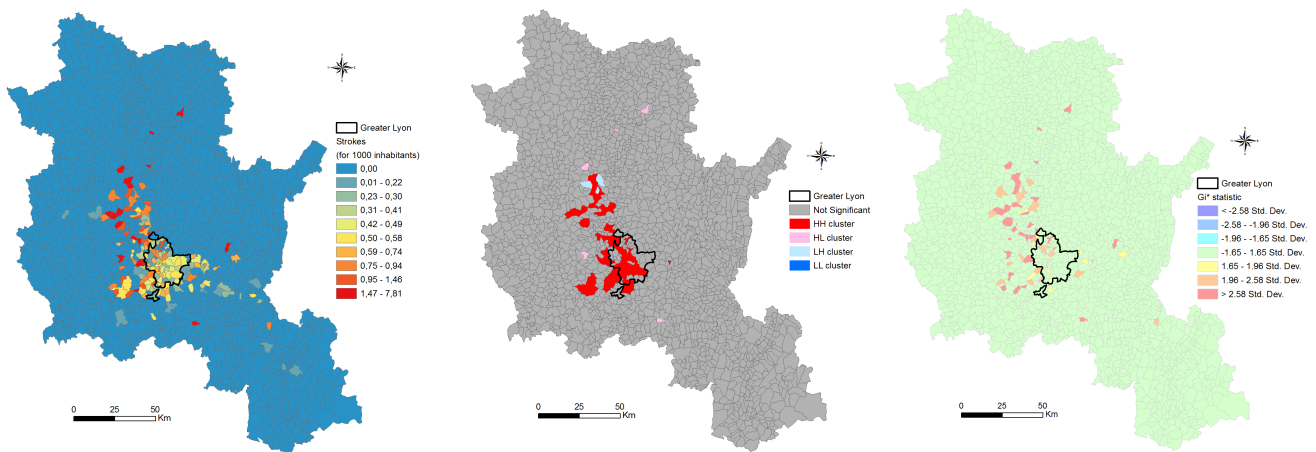 Greater Lyon
Strokes
(for 1000 inhabitants)
0,00
0,01 - 0,22
0,23 - 0,30
0,31 - 0,41
0,42 - 0,49
0,50 - 0,58
0,59 - 0,74
0,75 - 0,94
0,95 - 1,46
1,47 - 7,81
0 25 50
Km
Greater Lyon
Not Significant
HH cluster
HL cluster
LH cluster
LL cluster
0 25 50
Km
Greater Lyon
Gi* statistic
< -2.58 Std. Dev.
-2.58 - -1.96 Std. Dev.
-1.96 - -1.65 Std. Dev.
-1.65 - 1.65 Std. Dev.
1.65 - 1.96 Std. Dev.
1.96 - 2.58 Std. Dev.
> 2.58 Std. Dev.
0 25 50
Km